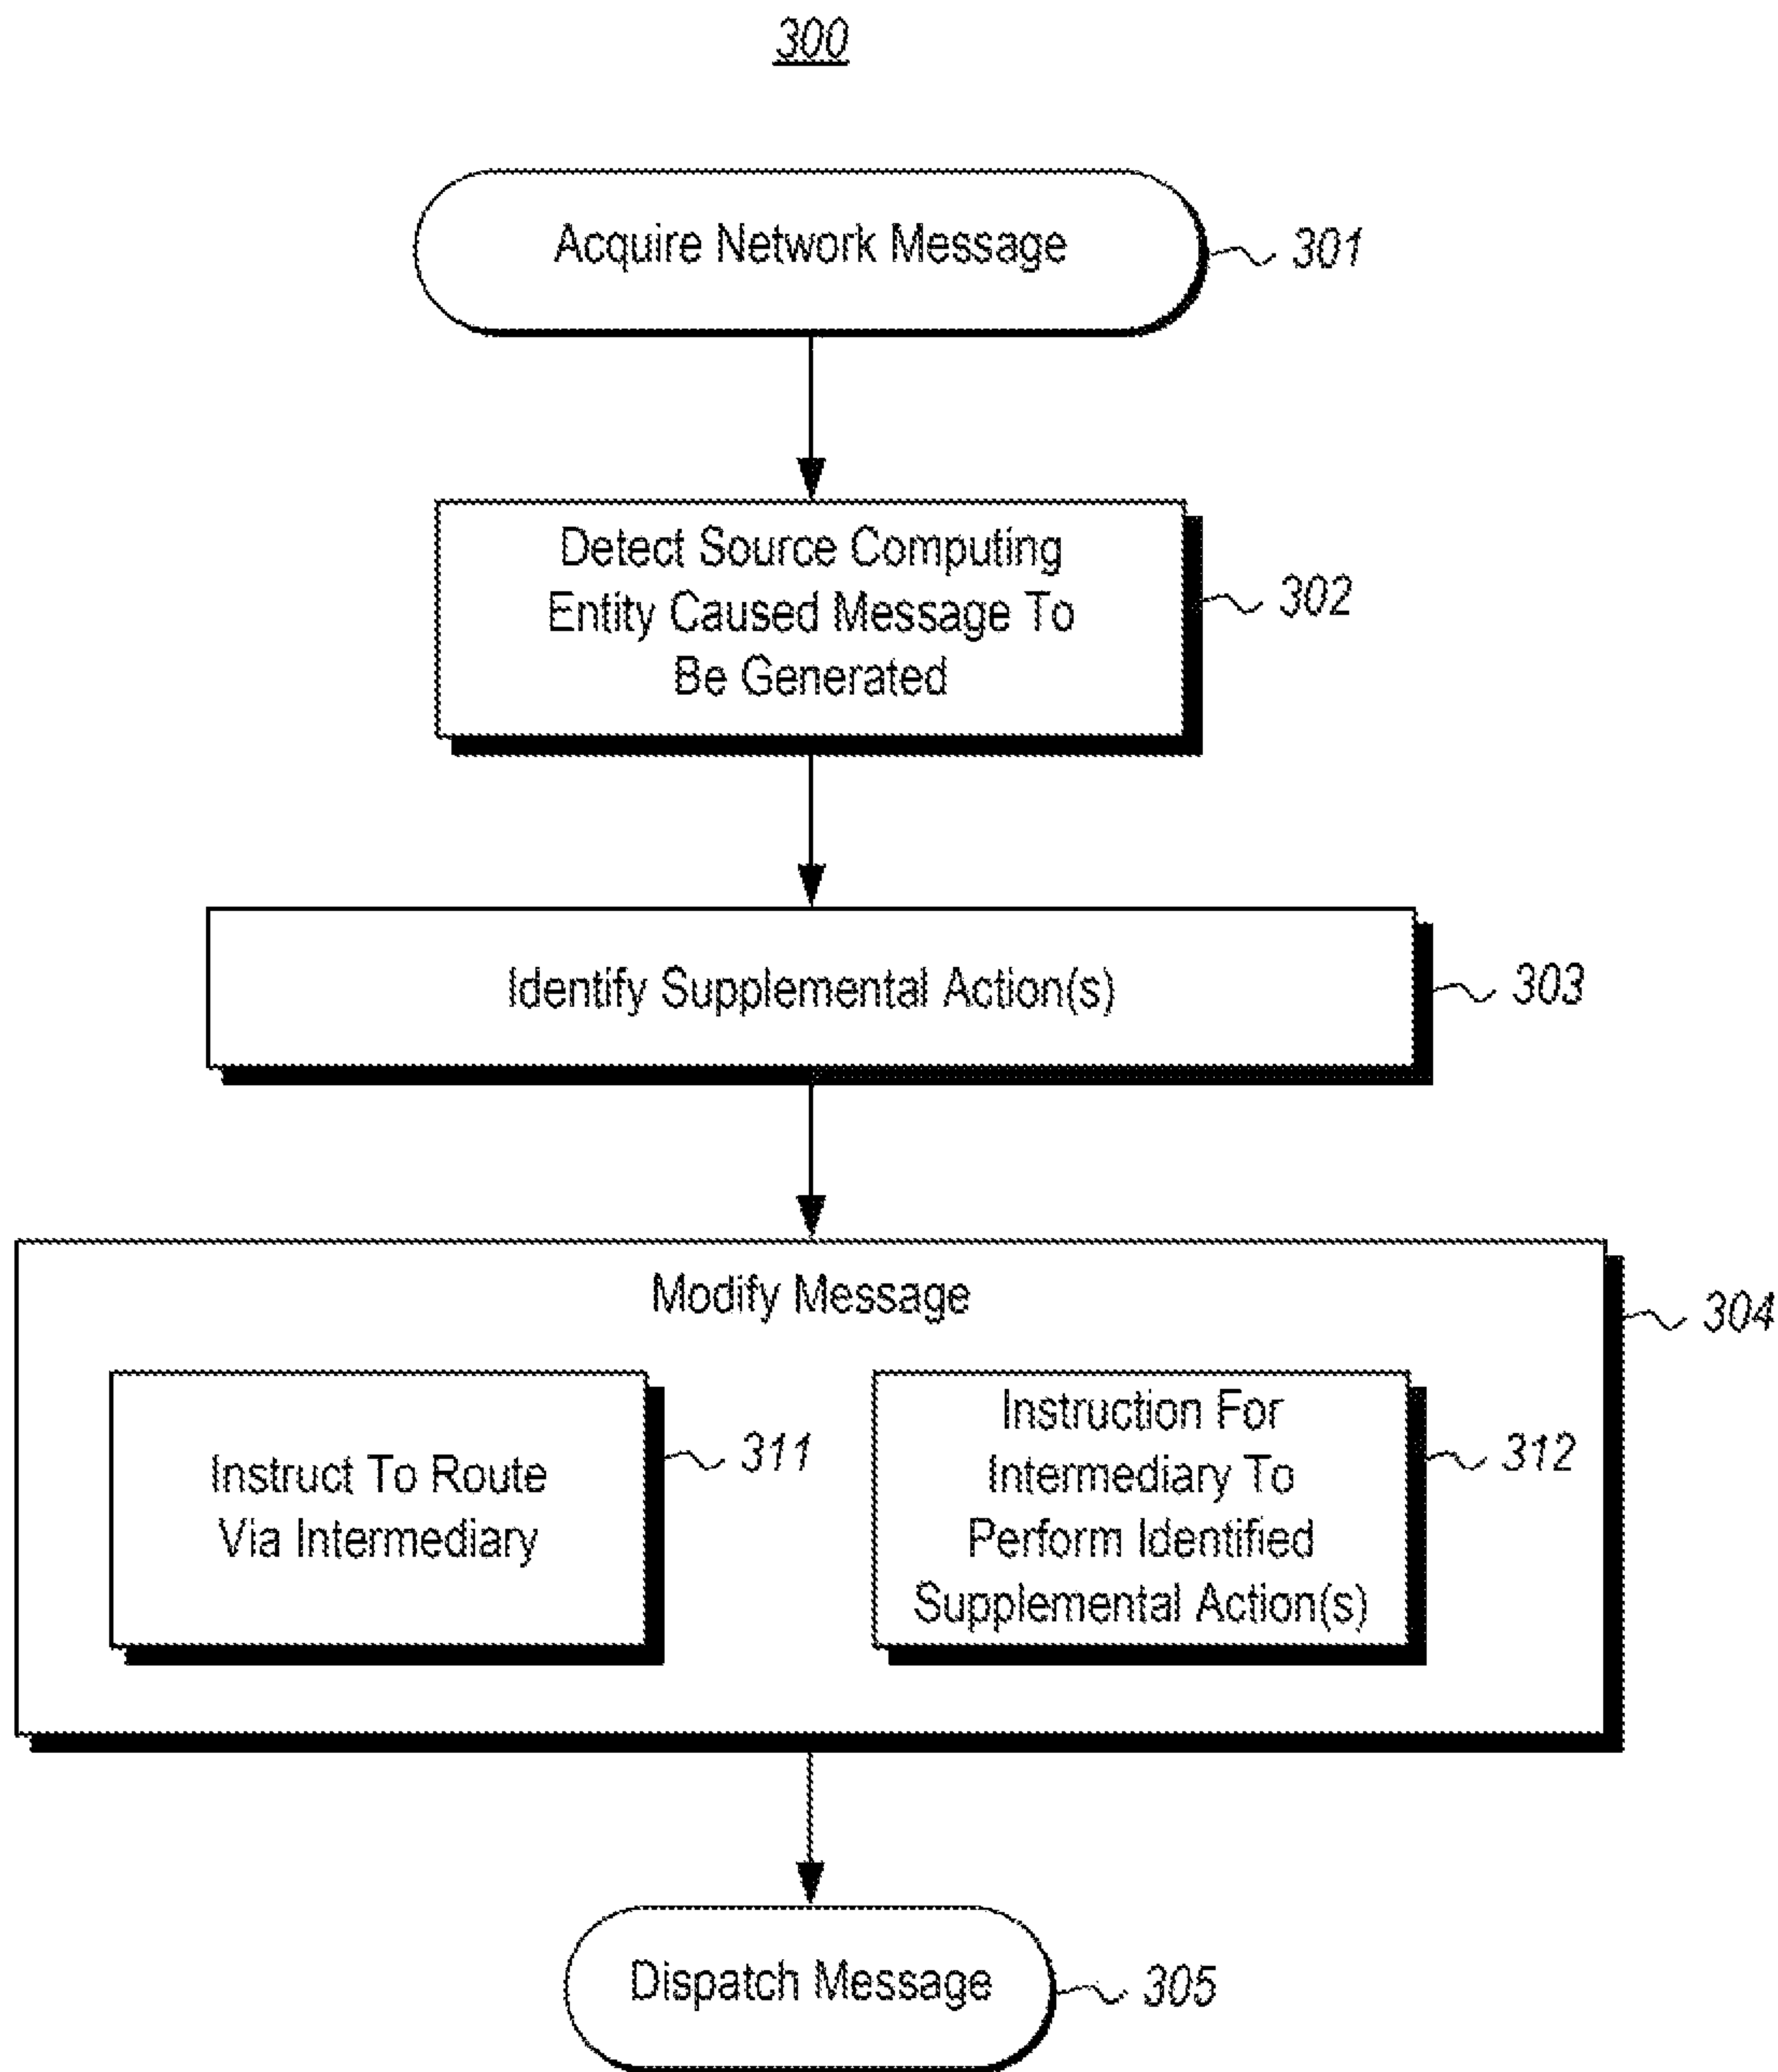 300
Acquire Network Message
301
Detect Source Computing
Entity Caused Message To
Be Generated
302
Identify Supplemental Action(s)
303
Modify Message
304
Instruct To Route
Via Intermediary
311
Instruction For
Intermediary To
Perform Identified
Supplemental Action(s)
312
Dispatch Message
305